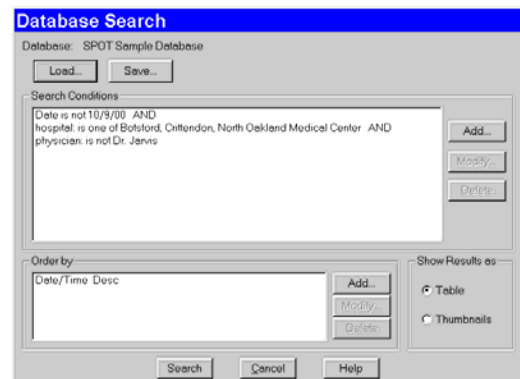 Database Search
Database: SPOT Sample Database
Load... Save...
Search Conditions
Date is not 10/9/00 AND
hospital: is one of Botsford, Crittendon, North Oakland Medical Center AND
physician: is not Dr. Jarvis
Add...
Modify...
Delete
Order by
Date/Time Desc
Add...
Modify...
Delete
Show Results as
Table
Thumbnails
Search Cancel Help